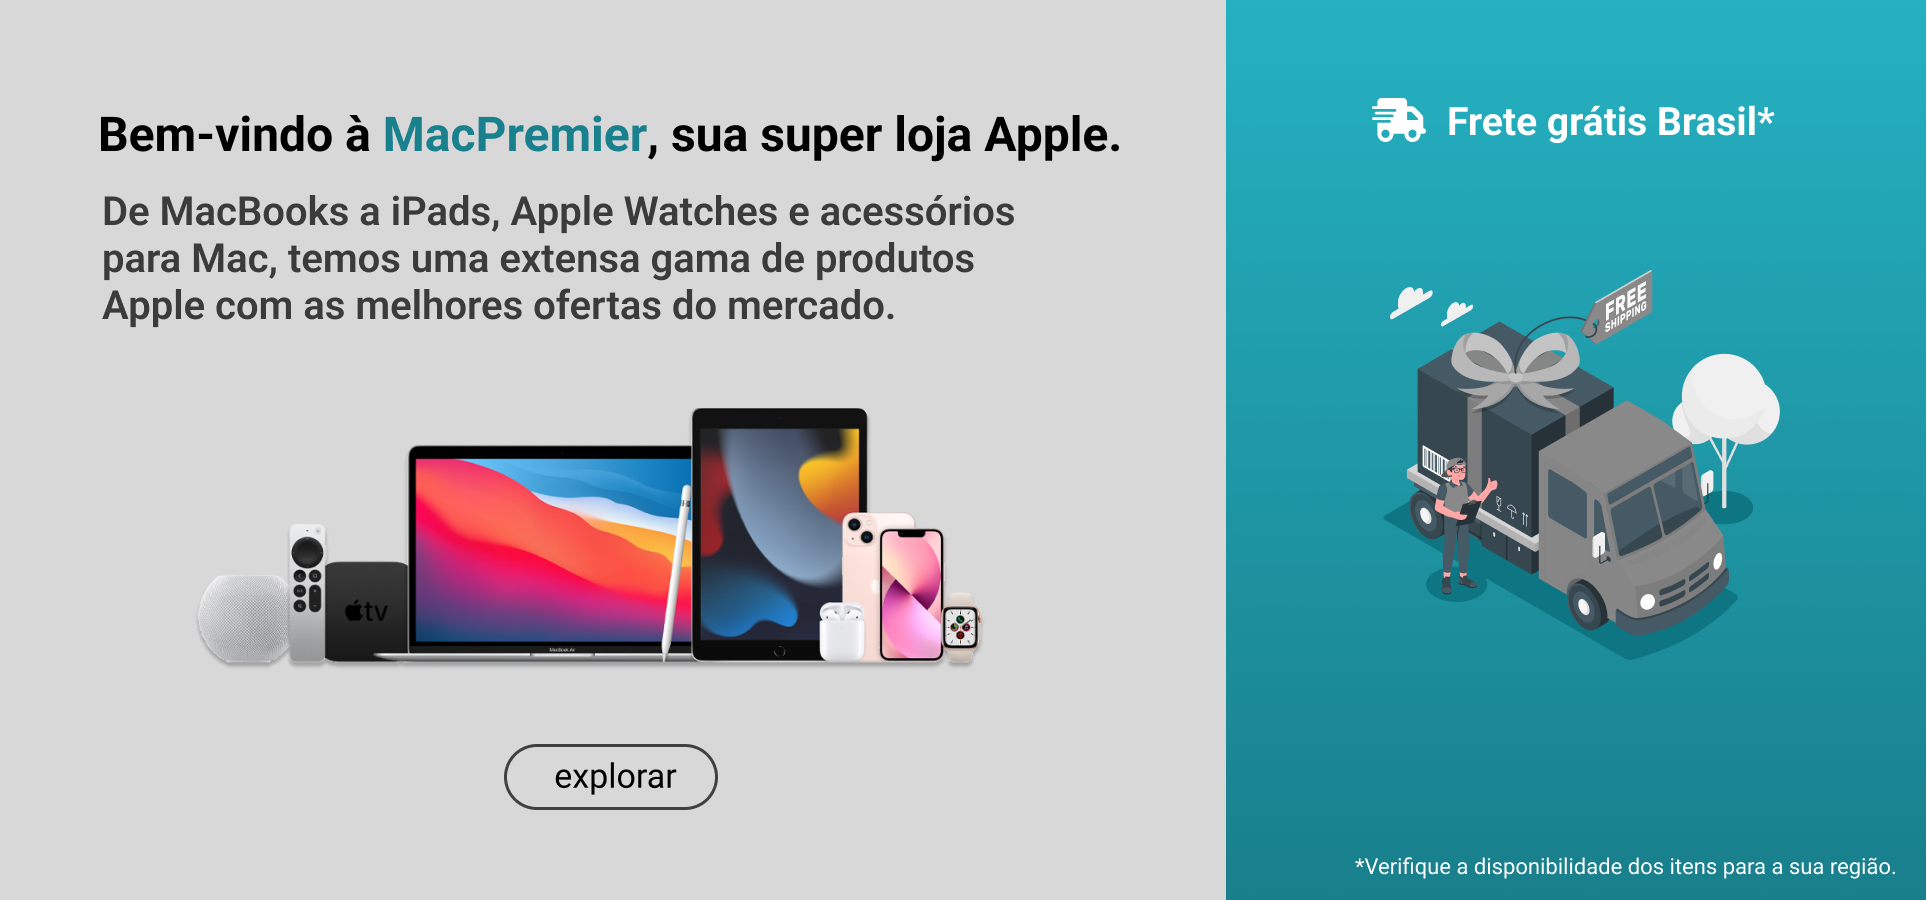 Bem-vindo à MacPremier, sua super loja Apple.
De MacBooks a iPads, Apple Watches e acessórios
para Mac, temos uma extensa gama de produtos
Apple com as melhores ofertas do mercado.
tv
MacBook Air
explorar
Frete grátis Brasil*
FREE
SHIPPING
*Verifique a disponibilidade dos itens para a sua região.